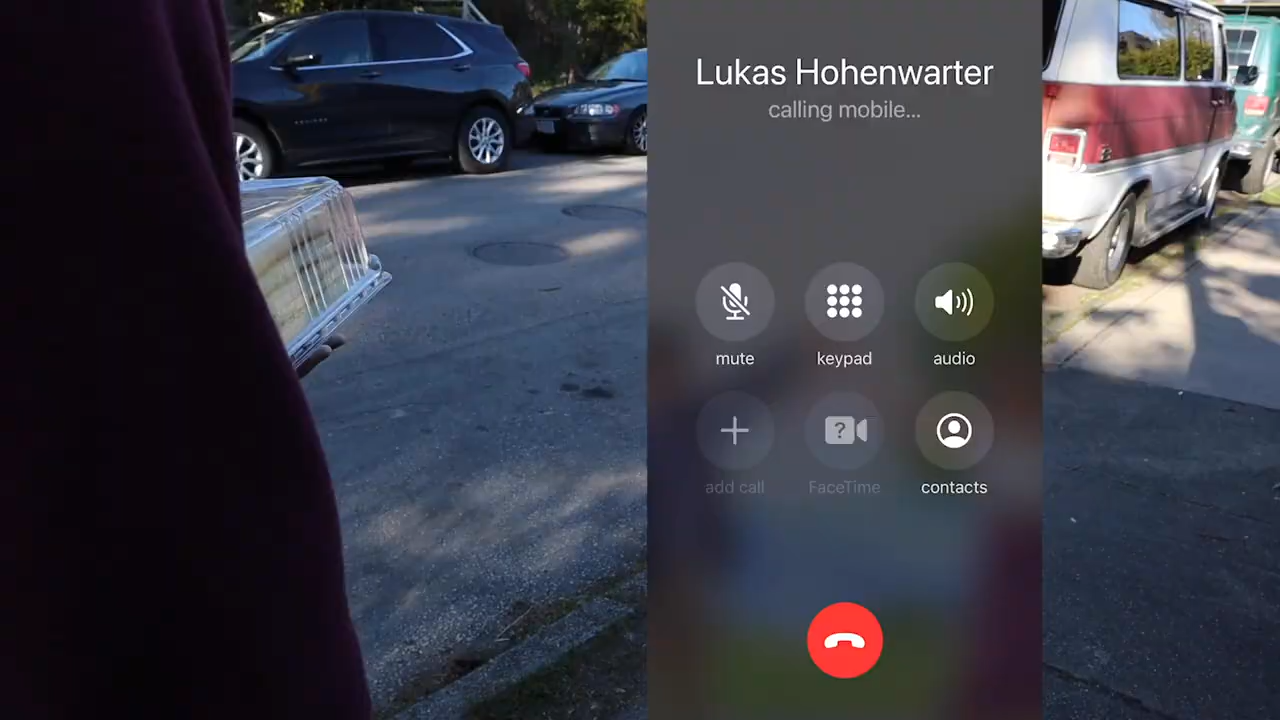 Lukas Hohenwarter
calling mobile...
mute
keypad
audio
?
add call
FaceTime
contacts